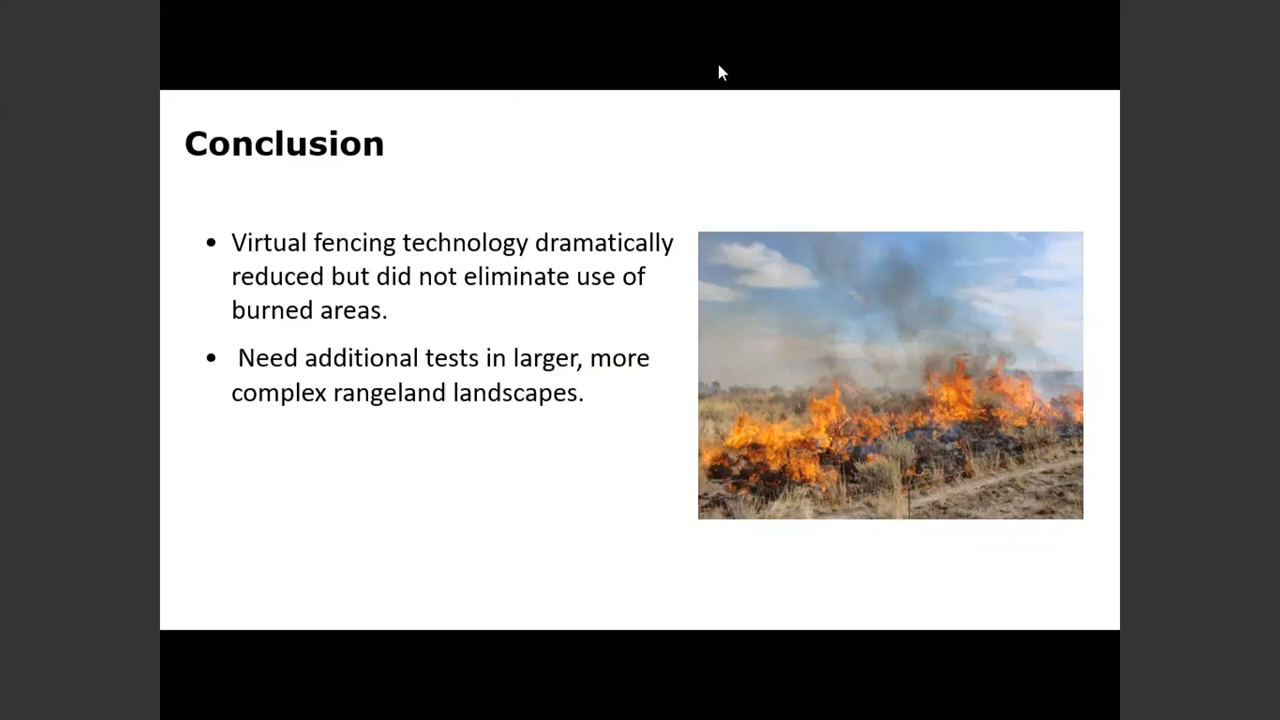 Conclusion
• Virtual fencing technology dramatically
reduced but did not eliminate use of
burned areas.
• Need additional tests in larger, more
complex rangeland landscapes.